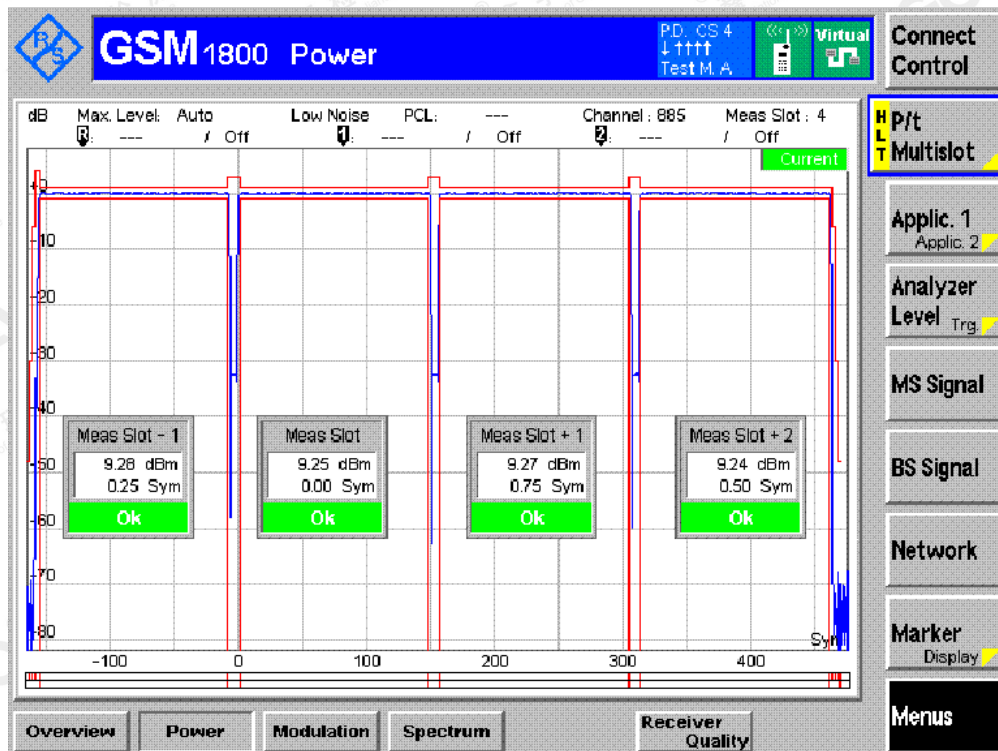 R&S
GSM 1800 Power
P.D. CS 4
↓ ↑↑↑↑
Test M. A.
Virtual
Connect
Control
dB Max. Level: Auto Low Noise PCL: --- Channel : 885 Meas Slot : 4
R: --- / Off 1: --- / Off 2: --- / Off
Current
HLT
P/t
Multislot
Applic. 1
Applic. 2
Analyzer
Level Trg.
MS Signal
BS Signal
Network
Marker
Display
Menus
+0
-10
-20
-30
-40
-50
-60
-70
-80
Meas Slot - 1
9.28 dBm
0.25 Sym
Ok
Meas Slot
9.25 dBm
0.00 Sym
Ok
Meas Slot + 1
9.27 dBm
0.75 Sym
Ok
Meas Slot + 2
9.24 dBm
0.50 Sym
Ok
Sym
-100 0 100 200 300 400
Overview Power Modulation Spectrum Receiver
Quality